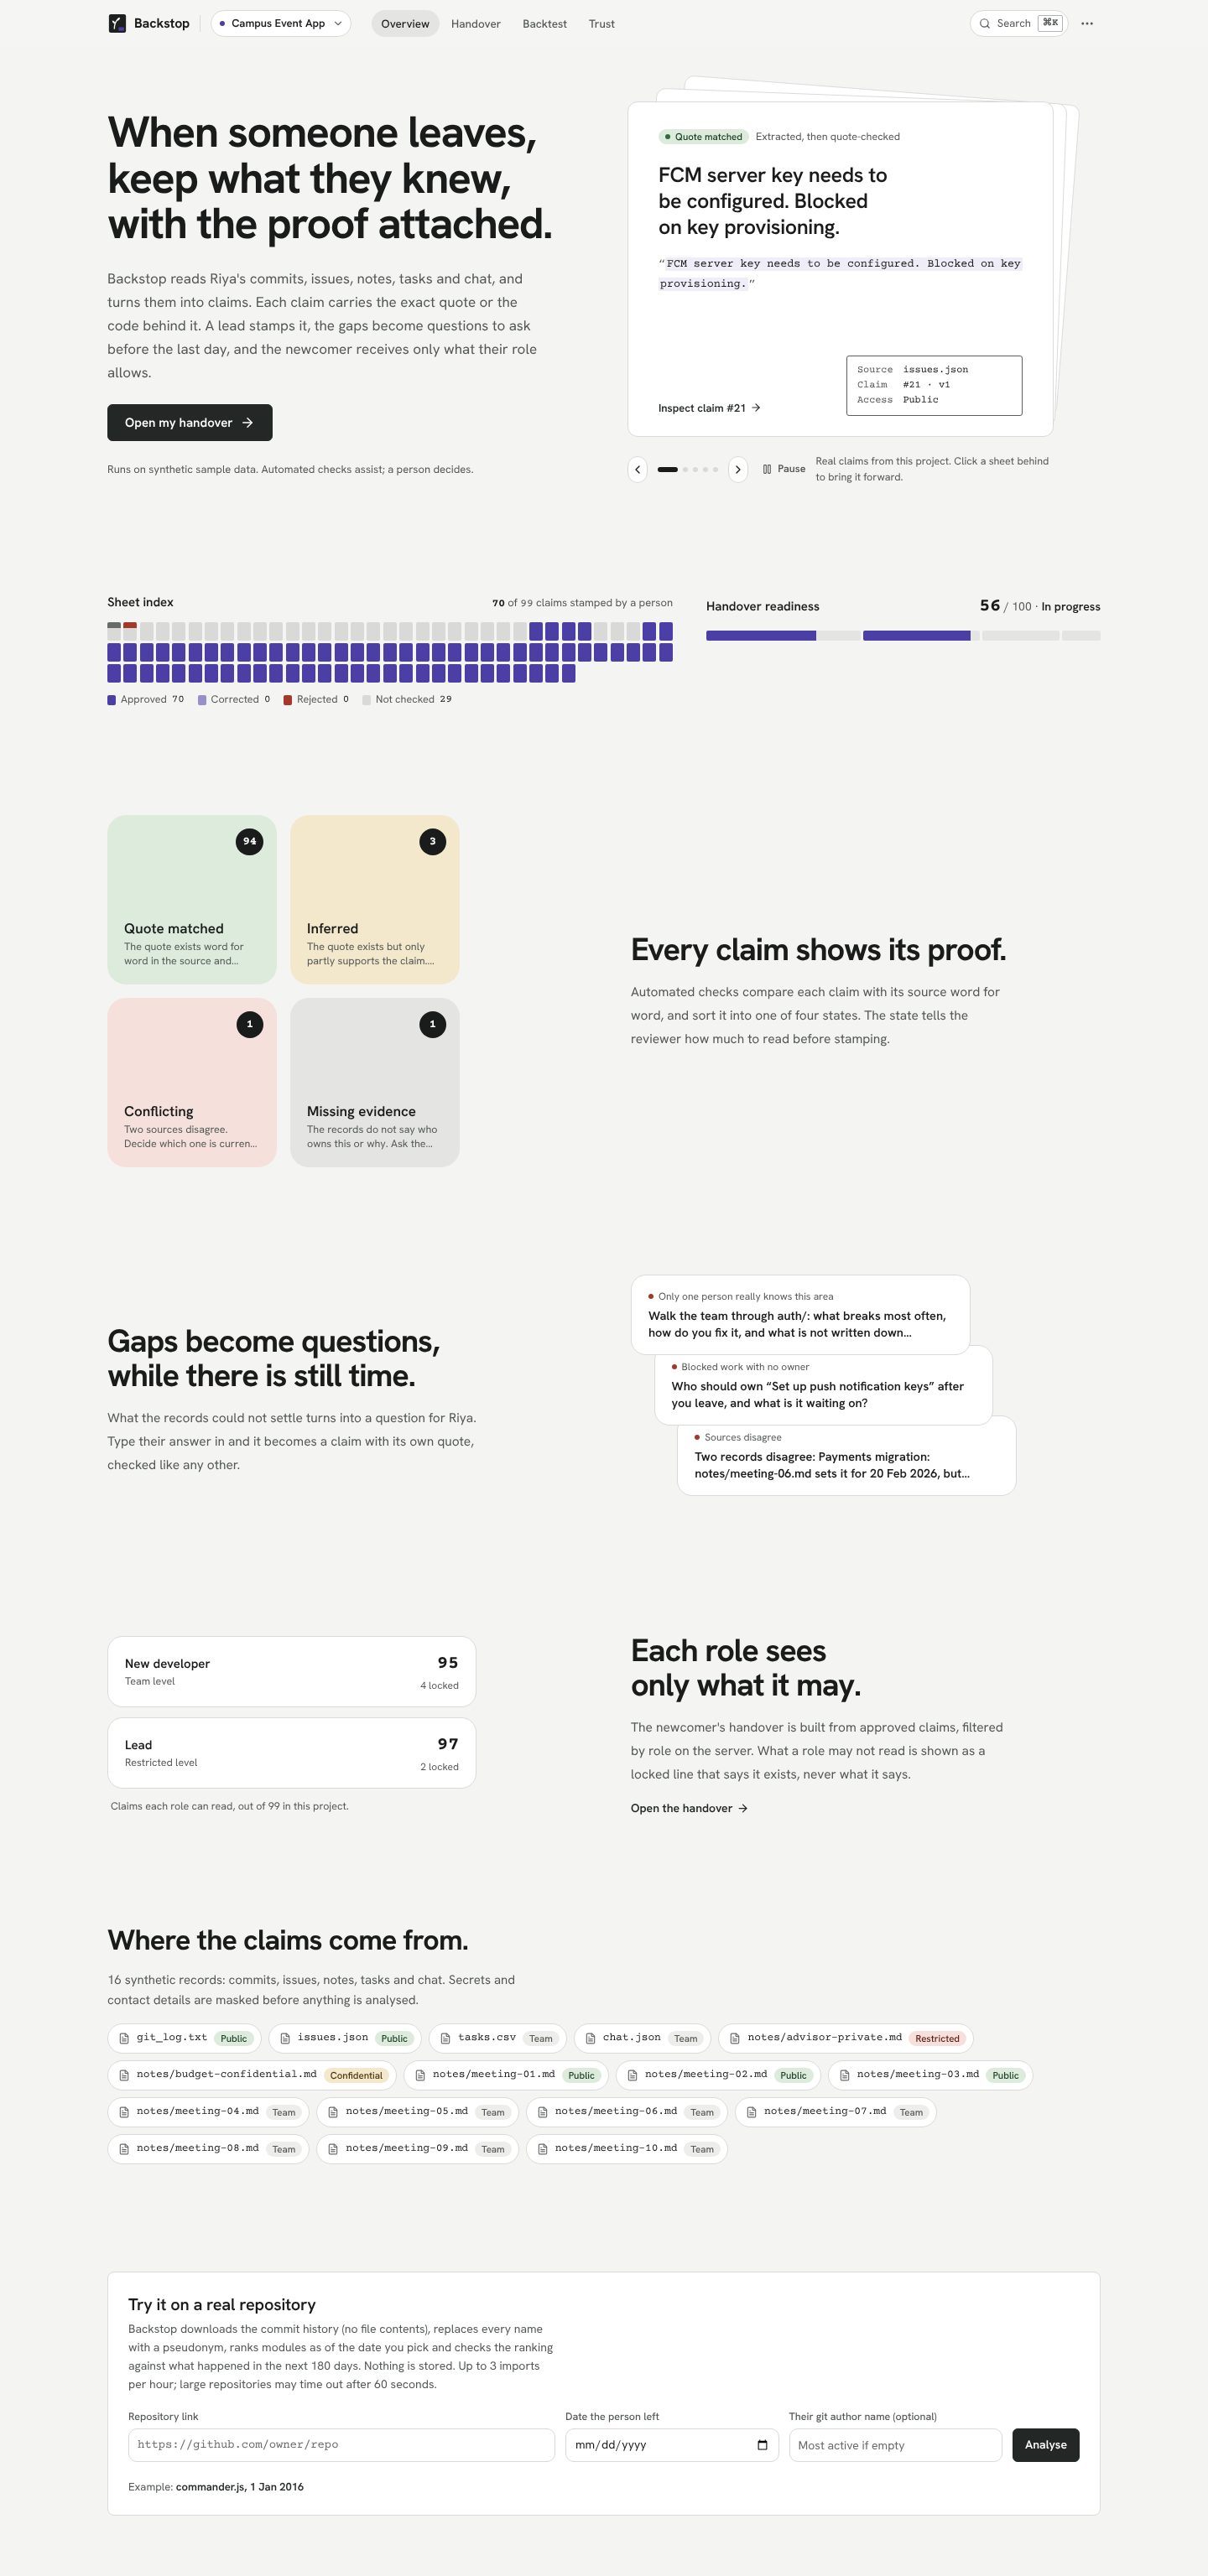 Backstop
Campus Event App
Overview
Handover
Backtest
Trust
Search
⌘K
When someone leaves,
keep what they knew,
with the proof attached.
Backstop reads Riya's commits, issues, notes, tasks and chat, and
turns them into claims. Each claim carries the exact quote or the
code behind it. A lead stamps it, the gaps become questions to ask
before the last day, and the newcomer receives only what their role
allows.
Open my handover →
Runs on synthetic sample data. Automated checks assist; a person decides.
Quote matched
Extracted, then quote-checked
FCM server key needs to
be configured. Blocked
on key provisioning.
“FCM server key needs to be configured. Blocked on key
provisioning.”
Source issues.json
Claim #21 · v1
Access Public
Inspect claim #21 →
Pause
Real claims from this project. Click a sheet behind
to bring it forward.
Sheet index
70 of 99 claims stamped by a person
Approved 70
Corrected 0
Rejected 0
Not checked 29
Handover readiness
56 / 100 · In progress
94
Quote matched
The quote exists word for
word in the source and…
3
Inferred
The quote exists but only
partly supports the claim.…
1
Conflicting
Two sources disagree.
Decide which one is curren…
1
Missing evidence
The records do not say who
owns this or why. Ask the…
Every claim shows its proof.
Automated checks compare each claim with its source word for
word, and sort it into one of four states. The state tells the
reviewer how much to read before stamping.
Gaps become questions,
while there is still time.
What the records could not settle turns into a question for Riya.
Type their answer in and it becomes a claim with its own quote,
checked like any other.
Only one person really knows this area
Walk the team through auth/: what breaks most often,
how do you fix it, and what is not written down…
Blocked work with no owner
Who should own “Set up push notification keys” after
you leave, and what is it waiting on?
Sources disagree
Two records disagree: Payments migration:
notes/meeting-06.md sets it for 20 Feb 2026, but…
New developer
Team level
95
4 locked
Lead
Restricted level
97
2 locked
Claims each role can read, out of 99 in this project.
Each role sees
only what it may.
The newcomer's handover is built from approved claims, filtered
by role on the server. What a role may not read is shown as a
locked line that says it exists, never what it says.
Open the handover →
Where the claims come from.
16 synthetic records: commits, issues, notes, tasks and chat. Secrets and
contact details are masked before anything is analysed.
git_log.txt Public
issues.json Public
tasks.csv Team
chat.json Team
notes/advisor-private.md Restricted
notes/budget-confidential.md Confidential
notes/meeting-01.md Public
notes/meeting-02.md Public
notes/meeting-03.md Public
notes/meeting-04.md Team
notes/meeting-05.md Team
notes/meeting-06.md Team
notes/meeting-07.md Team
notes/meeting-08.md Team
notes/meeting-09.md Team
notes/meeting-10.md Team
Try it on a real repository
Backstop downloads the commit history (no file contents), replaces every name
with a pseudonym, ranks modules as of the date you pick and checks the ranking
against what happened in the next 180 days. Nothing is stored. Up to 3 imports
per hour; large repositories may time out after 60 seconds.
Repository link
https://github.com/owner/repo
Date the person left
mm/dd/yyyy
Their git author name (optional)
Most active if empty
Analyse
Example: commander.js, 1 Jan 2016